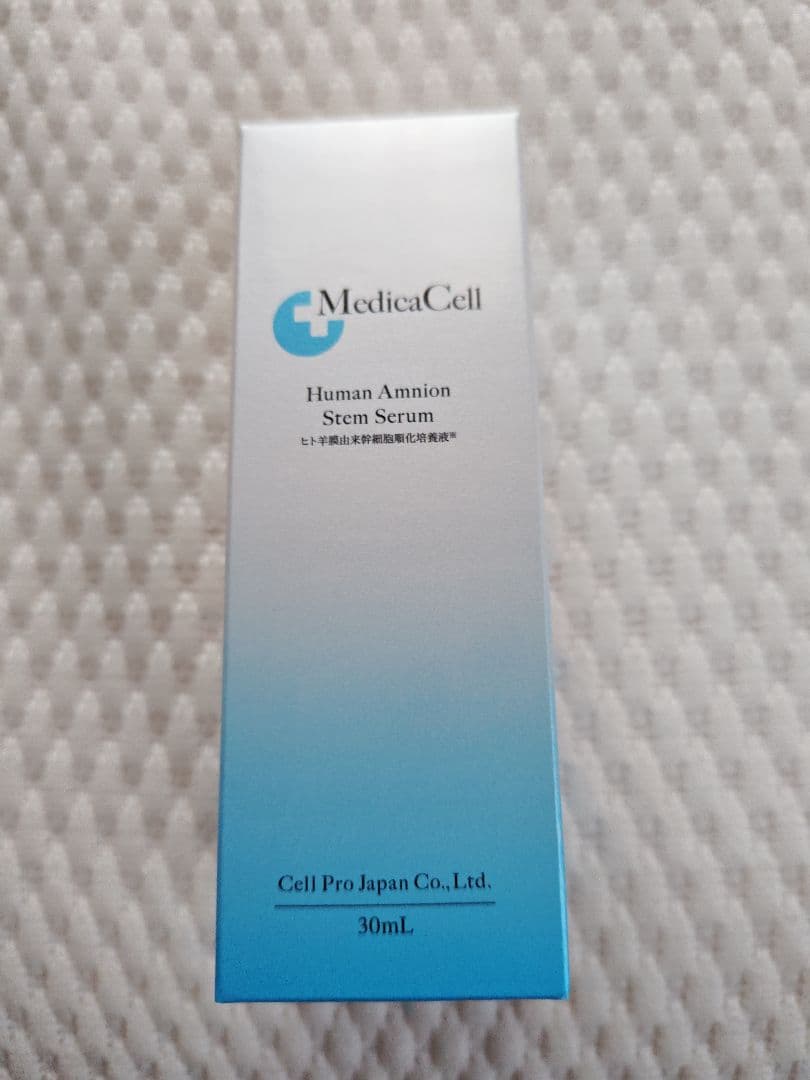 MedicaCell
Human Amnion
Stem Serum
ヒト羊膜由来幹細胞順化培養液※
Cell Pro Japan Co.,Ltd.
30mL